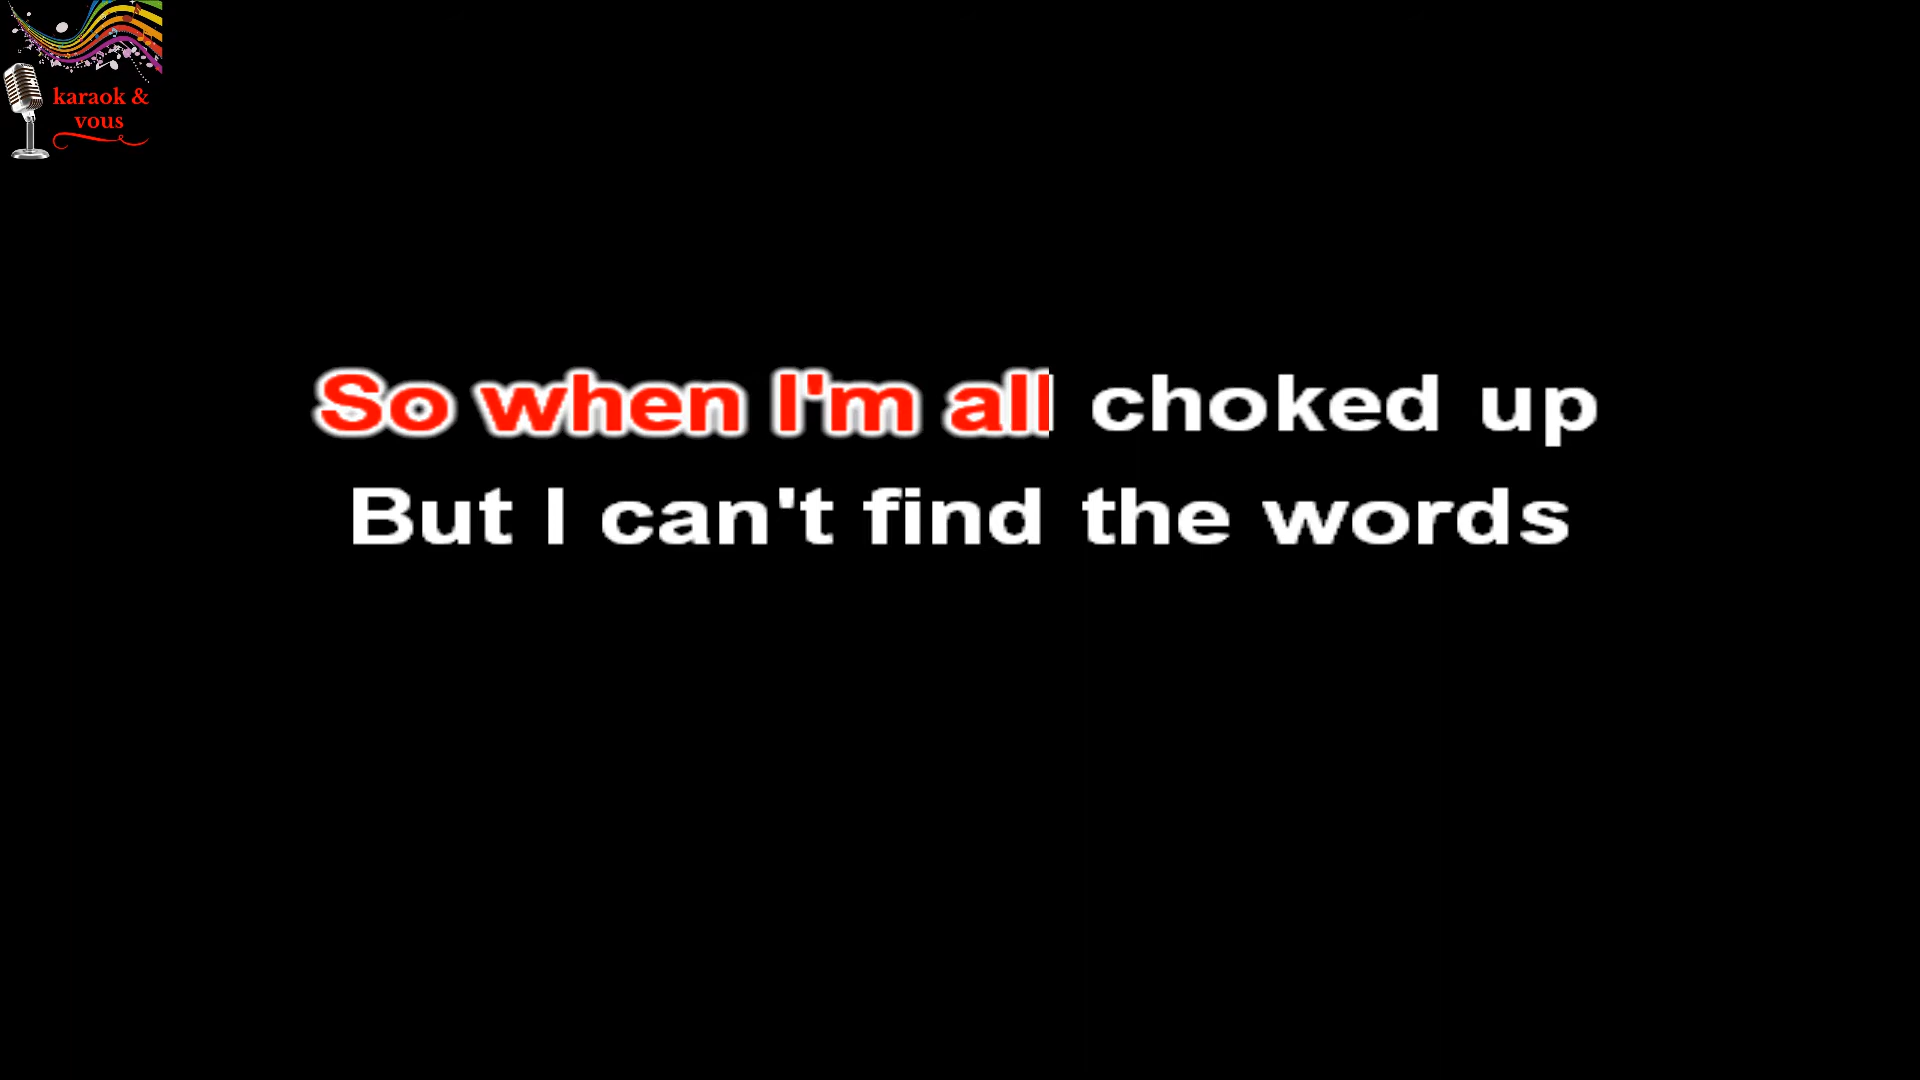 karaok &
vous
So when I'm all choked up
But I can't find the words